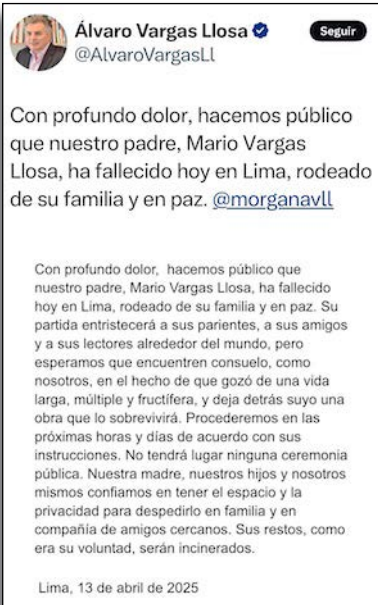 Álvaro Vargas Llosa
Seguir
@AlvaroVargasLl
Con profundo dolor, hacemos público
que nuestro padre, Mario Vargas
Llosa, ha fallecido hoy en Lima, rodeado
de su familia y en paz. @morganavll
Con profundo dolor, hacemos público que
nuestro padre, Mario Vargas Llosa, ha fallecido
hoy en Lima, rodeado de su familia y en paz. Su
partida entristecerá a sus parientes, a sus amigos
y a sus lectores alrededor del mundo, pero
esperamos que encuentren consuelo, como
nosotros, en el hecho de que gozó de una vida
larga, múltiple y fructífera, y deja detrás suyo una
obra que lo sobrevivirá. Procederemos en las
próximas horas y días de acuerdo con sus
instrucciones. No tendrá lugar ninguna ceremonia
pública. Nuestra madre, nuestros hijos y nosotros
mismos confiamos en tener el espacio y la
privacidad para despedirlo en familia y en
compañía de amigos cercanos. Sus restos, como
era su voluntad, serán incinerados.
Lima, 13 de abril de 2025